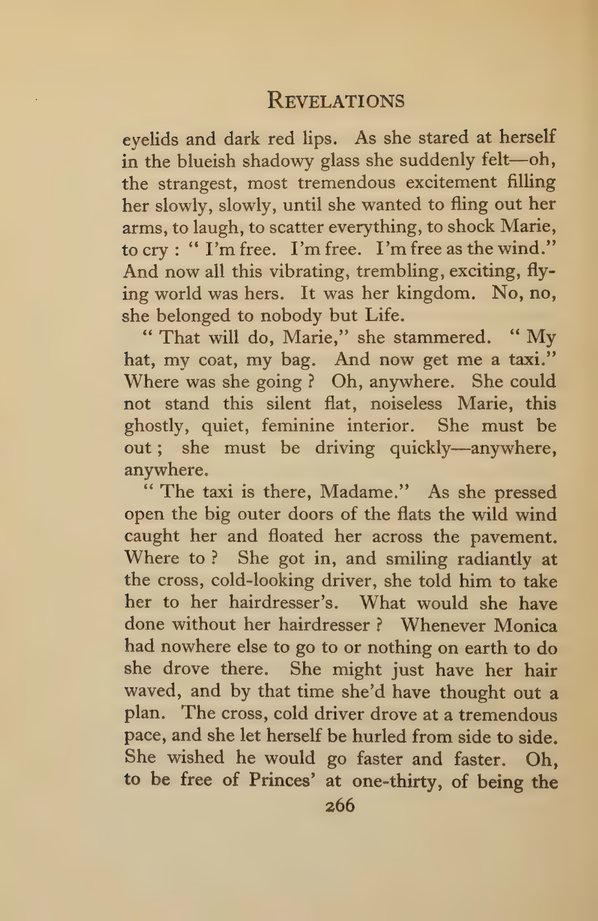 REVELATIONS
eyelids and dark red lips. As she stared at herself
in the blueish shadowy glass she suddenly felt—oh,
the strangest, most tremendous excitement filling
her slowly, slowly, until she wanted to fling out her
arms, to laugh, to scatter everything, to shock Marie,
to cry : “ I’m free. I’m free. I’m free as the wind.”
And now all this vibrating, trembling, exciting, fly-
ing world was hers. It was her kingdom. No, no,
she belonged to nobody but Life.
“ That will do, Marie,” she stammered. “ My
hat, my coat, my bag. And now get me a taxi.”
Where was she going ? Oh, anywhere. She could
not stand this silent flat, noiseless Marie, this
ghostly, quiet, feminine interior. She must be
out ; she must be driving quickly—anywhere,
anywhere.
“ The taxi is there, Madame.” As she pressed
open the big outer doors of the flats the wild wind
caught her and floated her across the pavement.
Where to ? She got in, and smiling radiantly at
the cross, cold-looking driver, she told him to take
her to her hairdresser’s. What would she have
done without her hairdresser ? Whenever Monica
had nowhere else to go to or nothing on earth to do
she drove there. She might just have her hair
waved, and by that time she’d have thought out a
plan. The cross, cold driver drove at a tremendous
pace, and she let herself be hurled from side to side.
She wished he would go faster and faster. Oh,
to be free of Princes’ at one-thirty, of being the
266